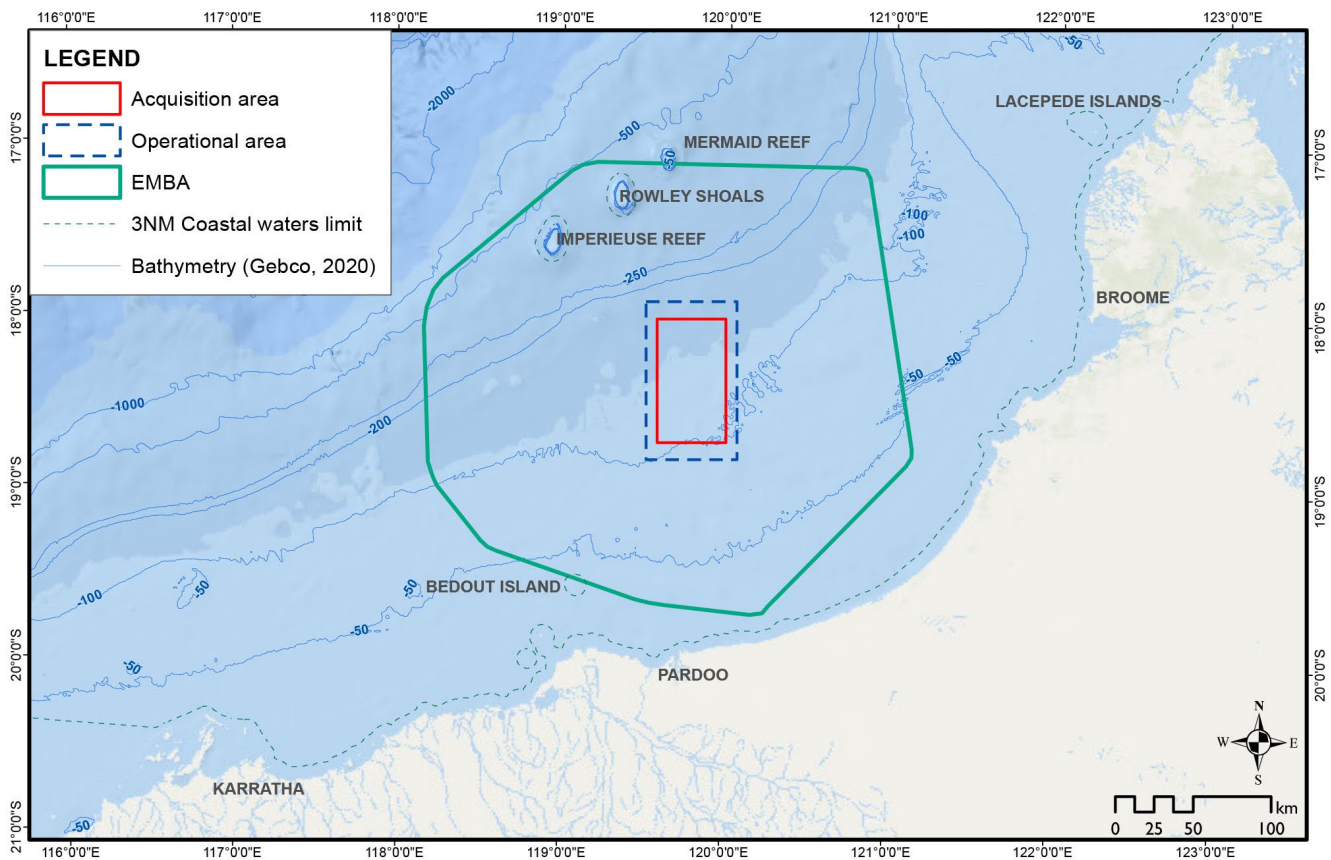 116°0'0"E 117°0'0"E 118°0'0"E 119°0'0"E 120°0'0"E 121°0'0"E 122°0'0"E 123°0'0"E
LEGEND
Acquisition area
Operational area
EMBA
3NM Coastal waters limit
Bathymetry (Gebco, 2020)
-50
-2000
LACEPEDE ISLANDS
-500
MERMAID REEF
17°0'0"S
17°0'0"S
-50
ROWLEY SHOALS
-100
-100
IMPERIEUSE REEF
-250
BROOME
18°0'0"S
18°0'0"S
-50
-50
-1000
-200
19°0'0"S
19°0'0"S
BEDOUT ISLAND
-50
-50
-100
-50
-50
20°0'0"S
20°0'0"S
PARDOO
N
W E
S
KARRATHA
km
0 25 50 100
-50
21°0'0"S
116°0'0"E 117°0'0"E 118°0'0"E 119°0'0"E 120°0'0"E 121°0'0"E 122°0'0"E 123°0'0"E